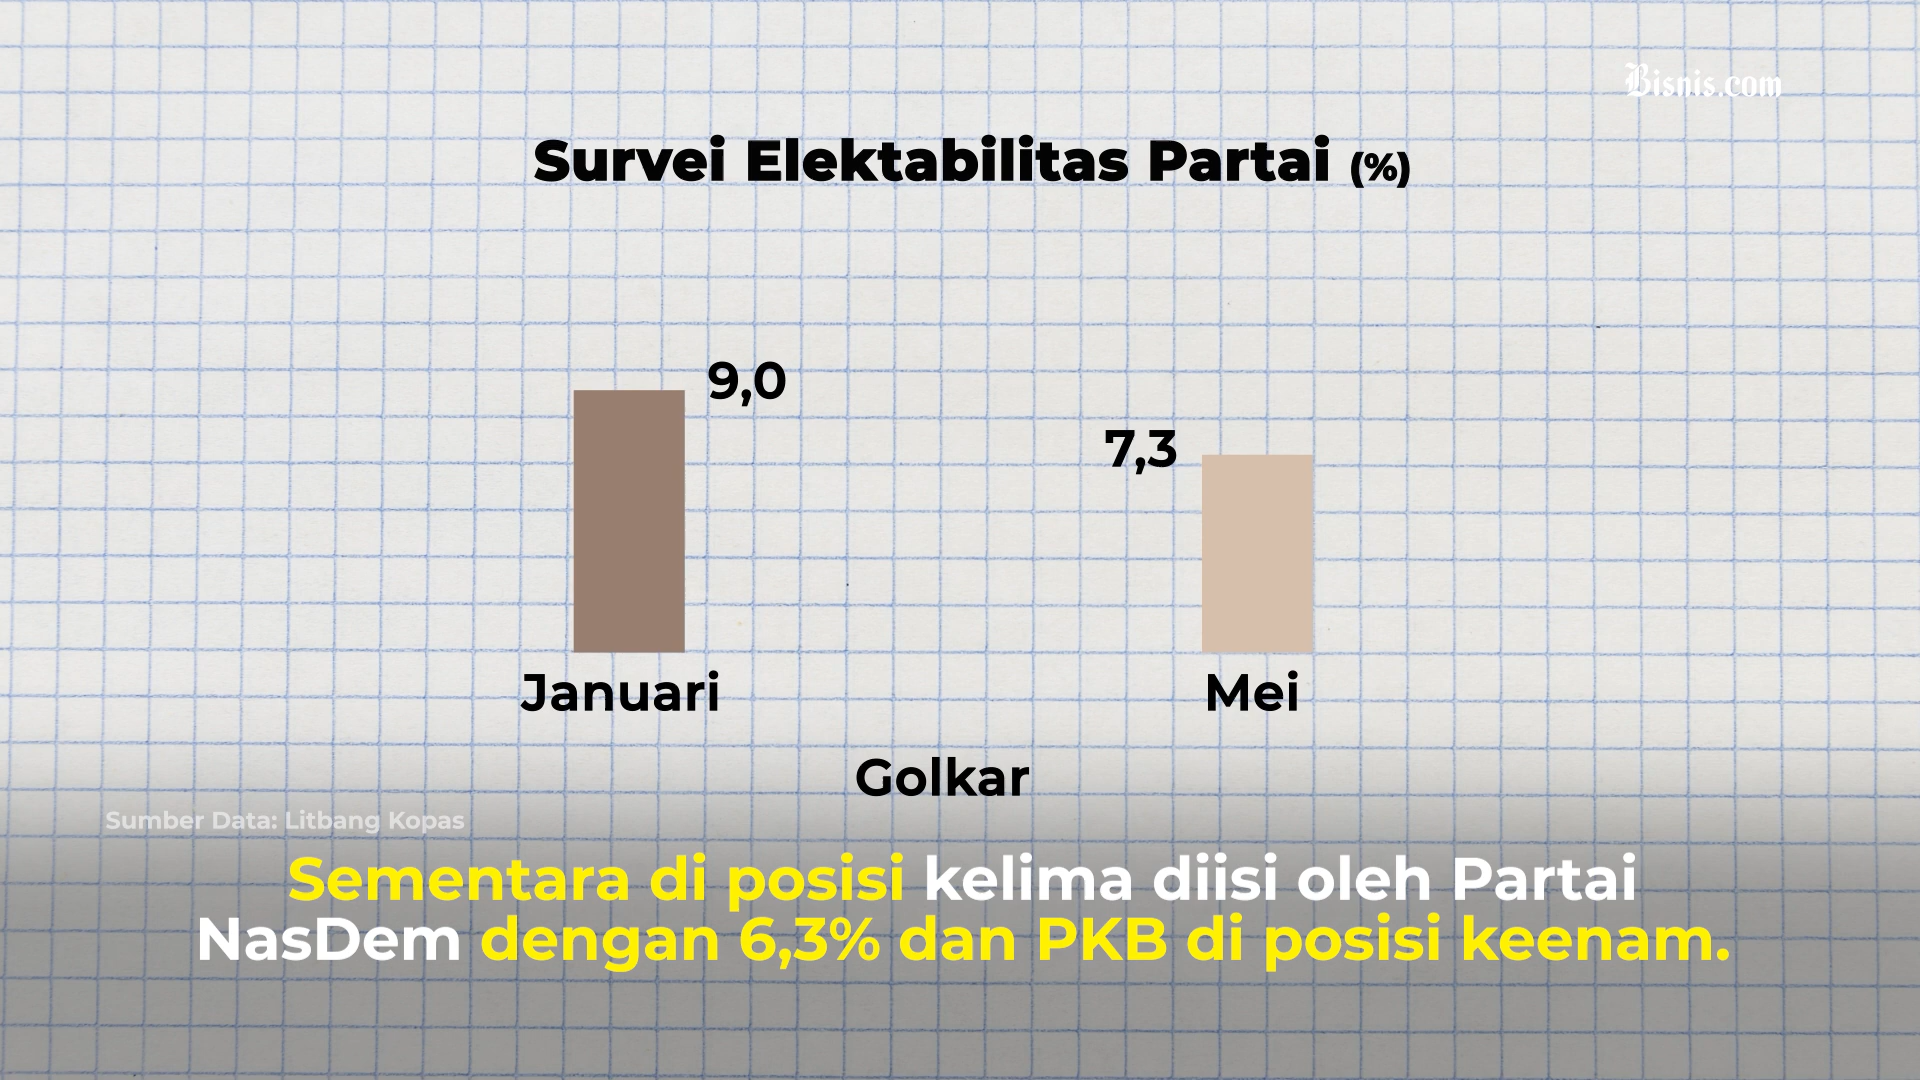 Bisnis.com
Survei Elektabilitas Partai (%)
9,0
7,3
Januari
Mei
Golkar
Sumber Data: Litbang Kopas
Sementara di posisi kelima diisi oleh Partai
NasDem dengan 6,3% dan PKB di posisi keenam.